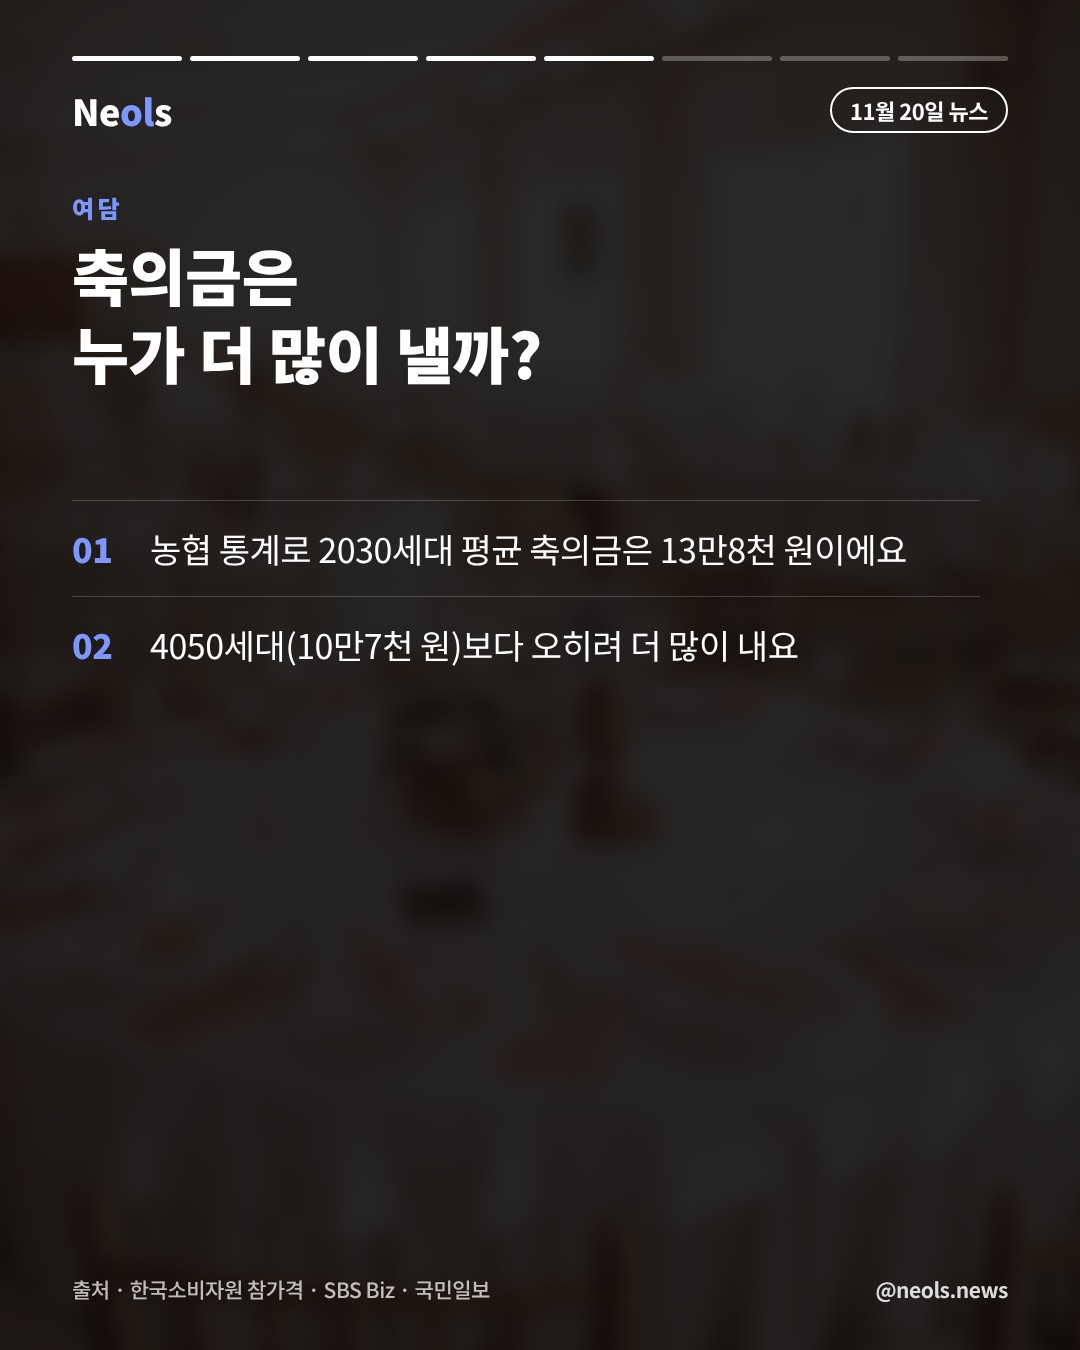 Neols
11월 20일 뉴스
여담
축의금은
누가 더 많이 낼까?
01 농협 통계로 2030세대 평균 축의금은 13만8천 원이에요
02 4050세대(10만7천 원)보다 오히려 더 많이 내요
출처 · 한국소비자원 참가격 · SBS Biz · 국민일보
@neols.news